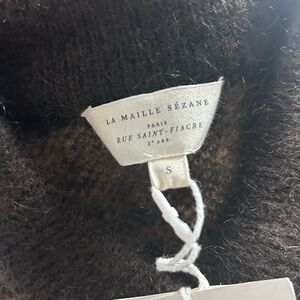 LA MAILLE SÉZANE
PARIS
RUE SAINT-FIACRE
2e ARR.
S